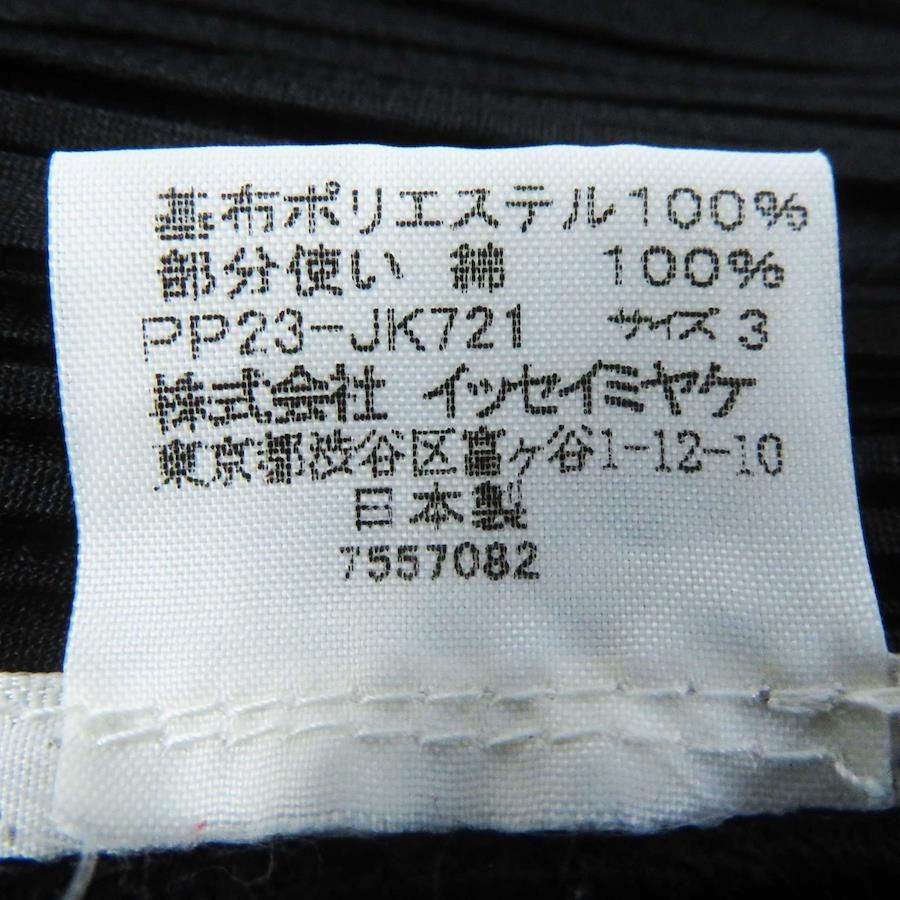 基布ポリエステル100%
部分使い 綿 100%
PP23-JK721 サイズ 3
株式会社 イッセイミヤケ
東京都渋谷区富ヶ谷1-12-10
日本製
7557082